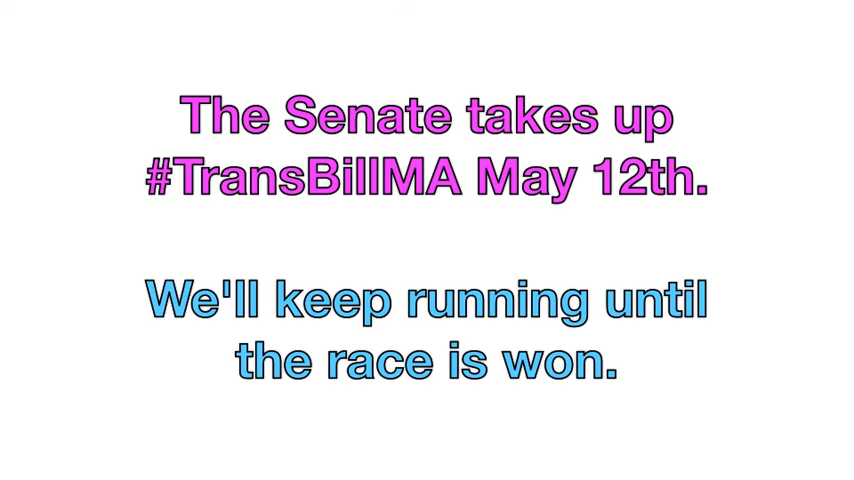 The Senate takes up
#TransBillMA May 12th.
We'll keep running until
the race is won.